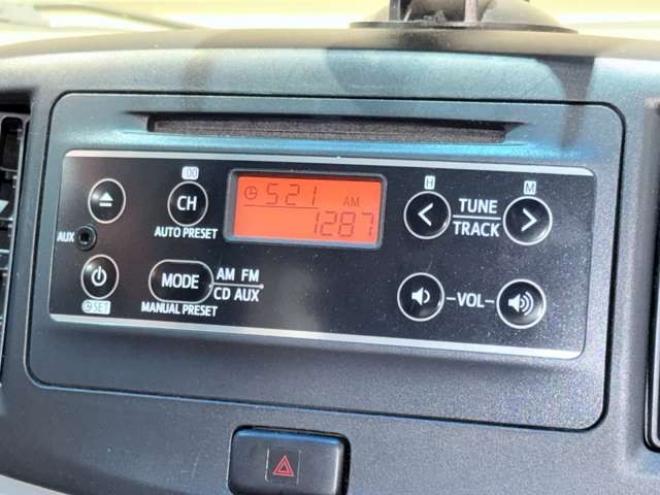 :00
CH
AUTO PRESET
5:21 AM
1287
H
M
TUNE
TRACK
AUX
MODE
AM FM
CD AUX
SET
MANUAL PRESET
VOL